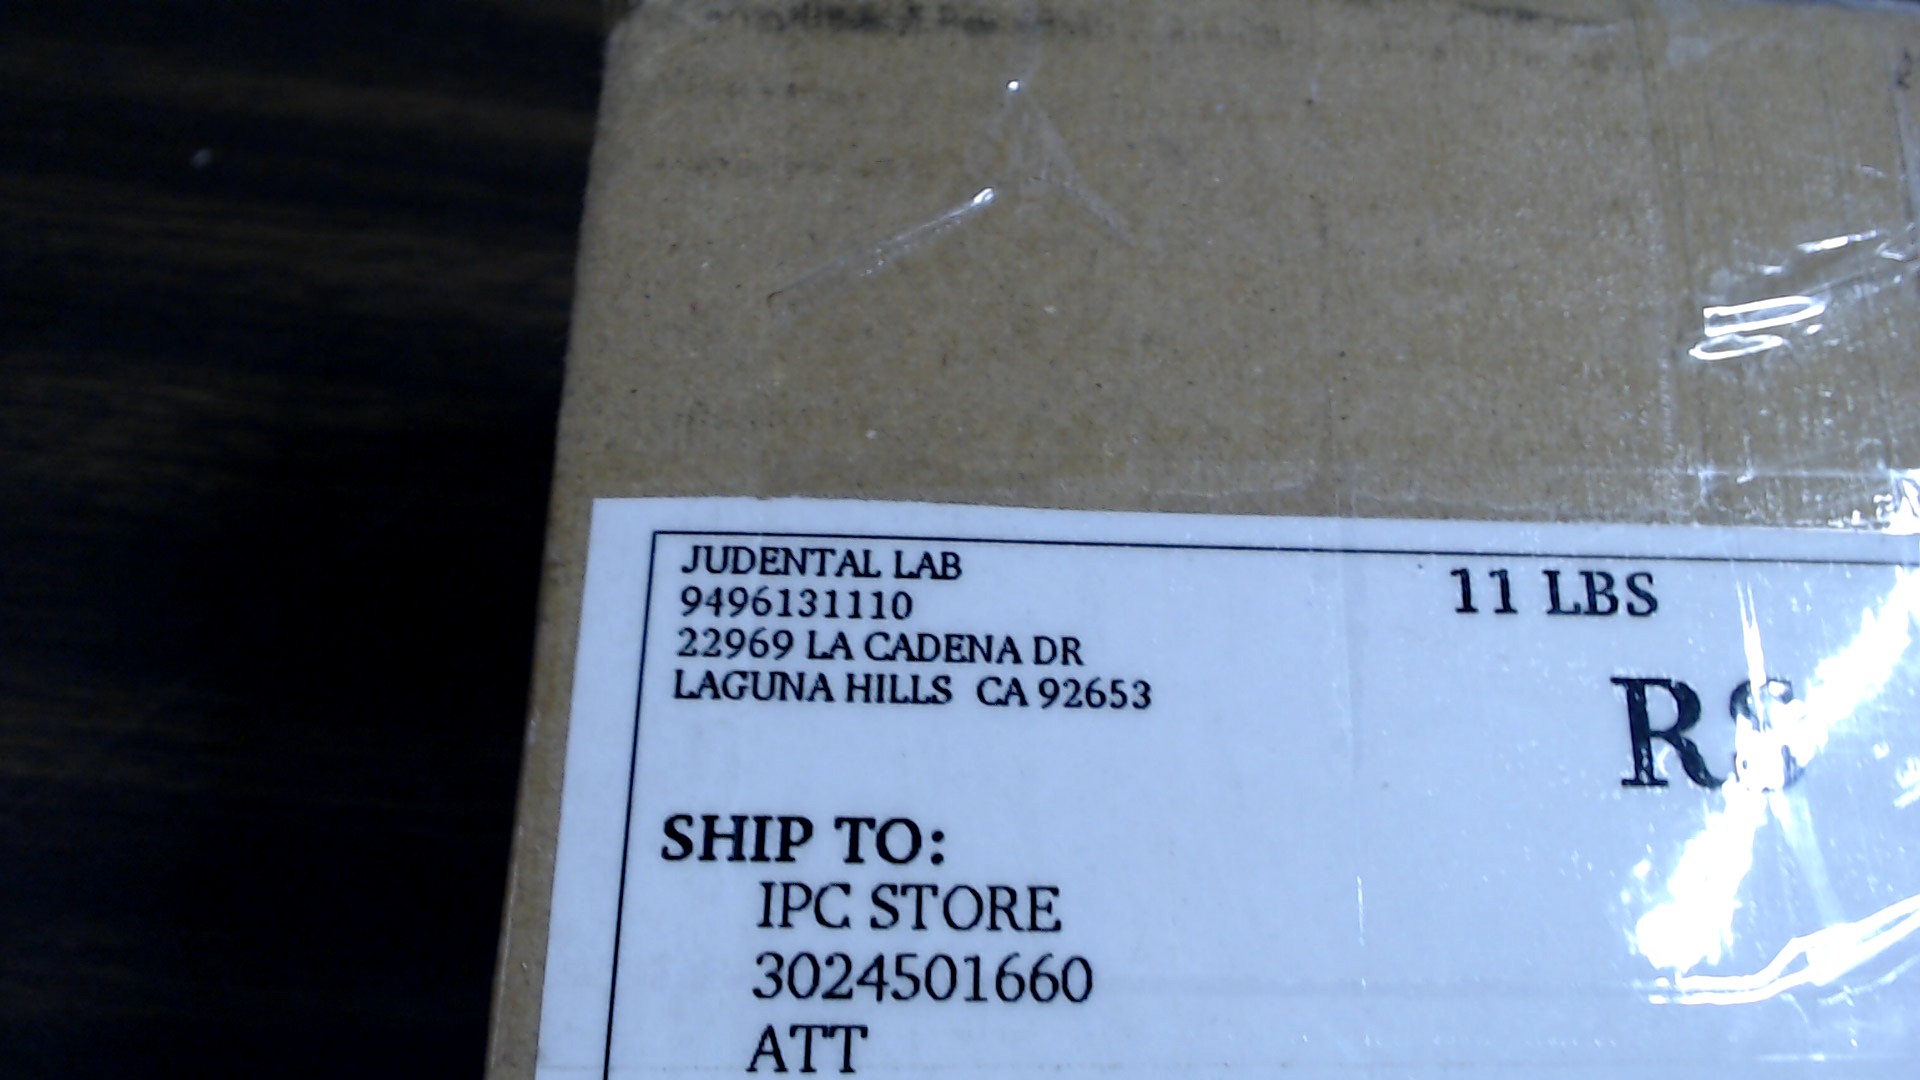 JUDENTAL LAB
9496131110
22969 LA CADENA DR
LAGUNA HILLS CA 92653
11 LBS
RS
SHIP TO:
IPC STORE
3024501660
ATT